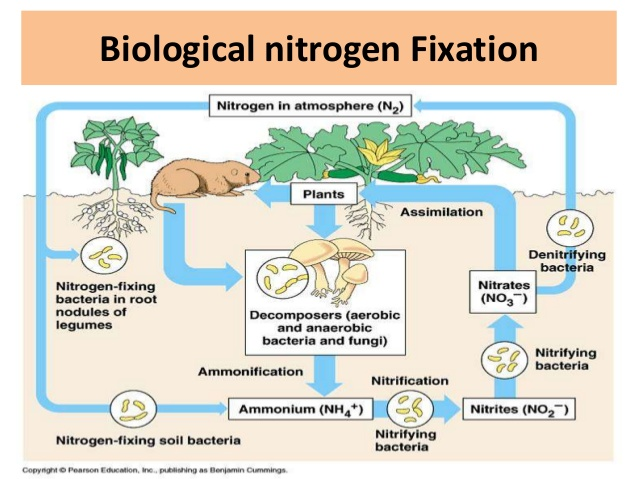 Biological nitrogen Fixation
Nitrogen in atmosphere (N₂)
Plants
Assimilation
Denitrifying
bacteria
Nitrogen-fixing
bacteria in root
nodules of
legumes
Decomposers (aerobic
and anaerobic
bacteria and fungi)
Nitrates
(NO₃⁻)
Ammonification
Nitrification
Nitrifying
bacteria
Ammonium (NH₄⁺)
Nitrites (NO₂⁻)
Nitrogen-fixing soil bacteria
Nitrifying
bacteria
Copyright © Pearson Education, Inc., publishing as Benjamin Cummings.